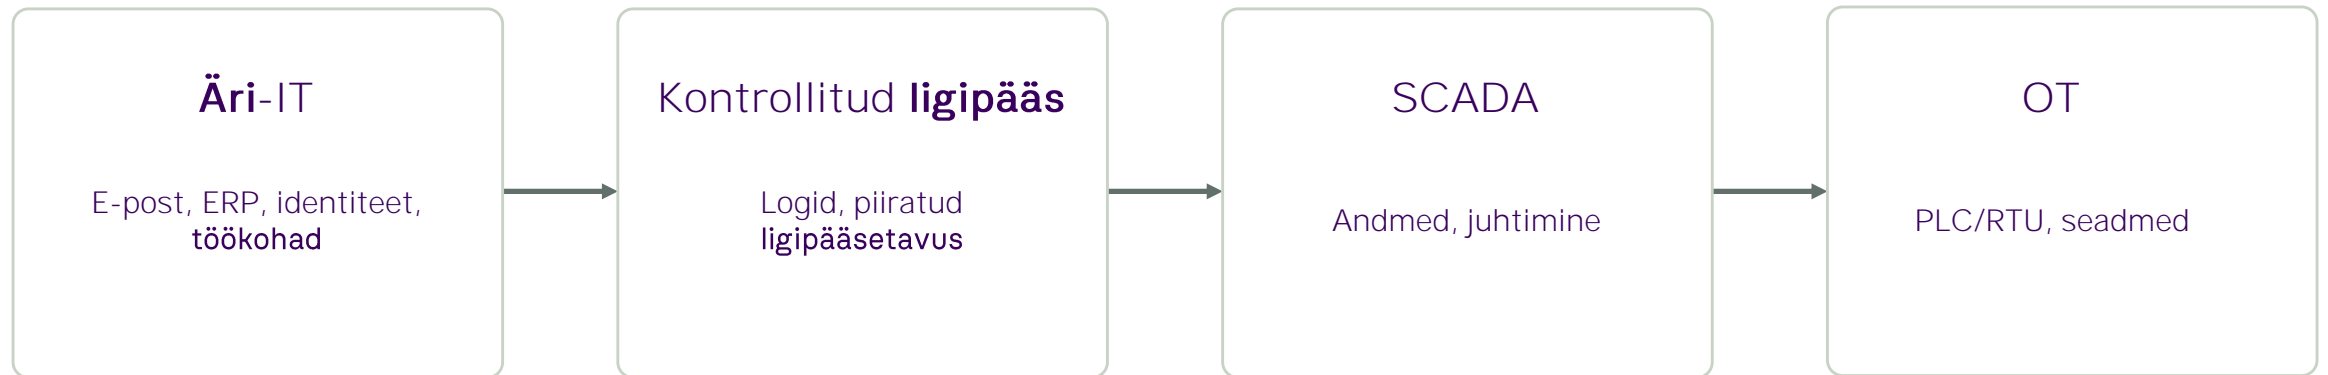 Äri-IT
E-post, ERP, identiteet,
töökohad
Kontrollitud ligipääs
Logid, piiratud
ligipääsetavus
SCADA
Andmed, juhtimine
OT
PLC/RTU, seadmed